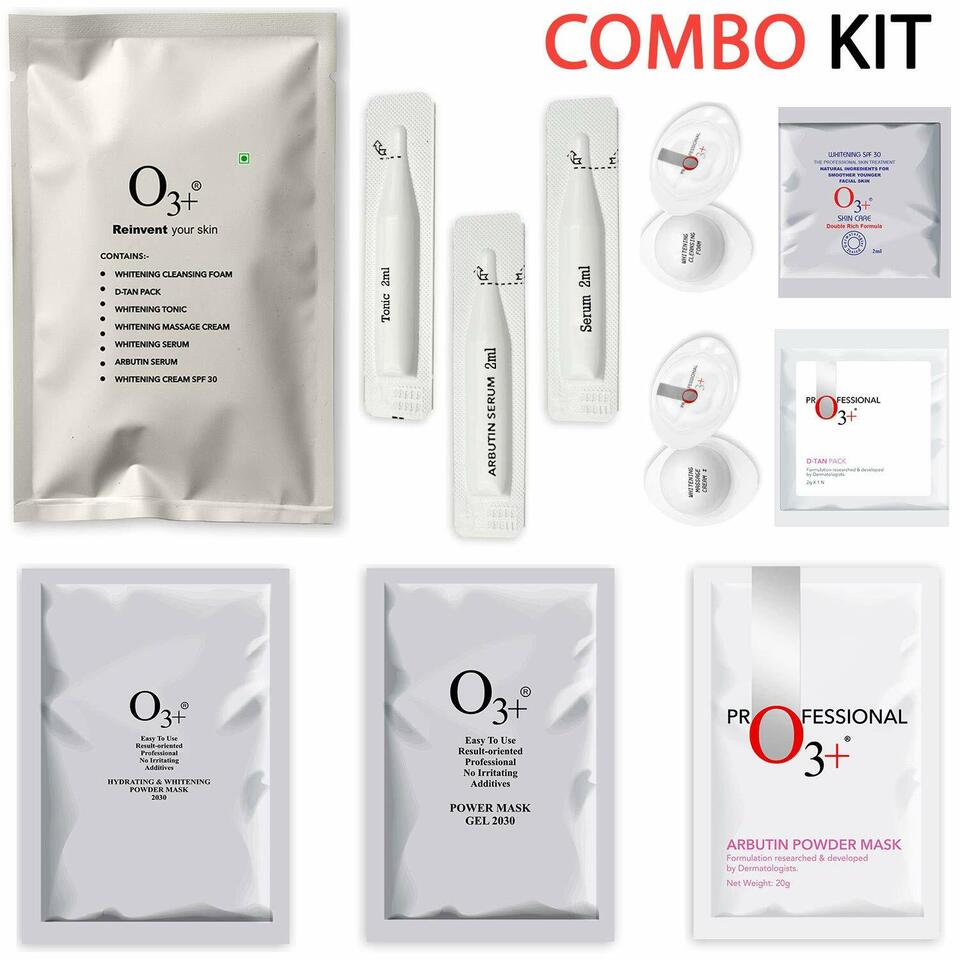 COMBO KIT
O3+®
Reinvent your skin
CONTAINS:-
• WHITENING CLEANSING FOAM
• D-TAN PACK
• WHITENING TONIC
• WHITENING MASSAGE CREAM
• WHITENING SERUM
• ARBUTIN SERUM
• WHITENING CREAM SPF 30
Tonic 2ml
ARBUTIN SERUM 2ml
Serum 2ml
PROFESSIONAL
O3+
WHITENING
CLEANSING
FOAM
WHITENING SPF 30
THE PROFESSIONAL SKIN TREATMENT
NATURAL INGREDIENTS FOR
SMOOTHER YOUNGER
FACIAL SKIN
O3+®
SKIN CARE
Double Rich Formula
2ml
PROFESSIONAL
O3+
WHITENING
MASSAGE
CREAM
PROFESSIONAL
O3+®
D-TAN PACK
Formulation researched & developed
by Dermatologists.
2g X 1 N
O3+®
Easy To Use
Result-oriented
Professional
No Irritating
Additives
HYDRATING & WHITENING
POWDER MASK
2030
O3+®
Easy To Use
Result-oriented
Professional
No Irritating
Additives
POWER MASK
GEL 2030
PROFESSIONAL
O3+®
ARBUTIN POWDER MASK
Formulation researched & developed
by Dermatologists.
Net Weight: 20g